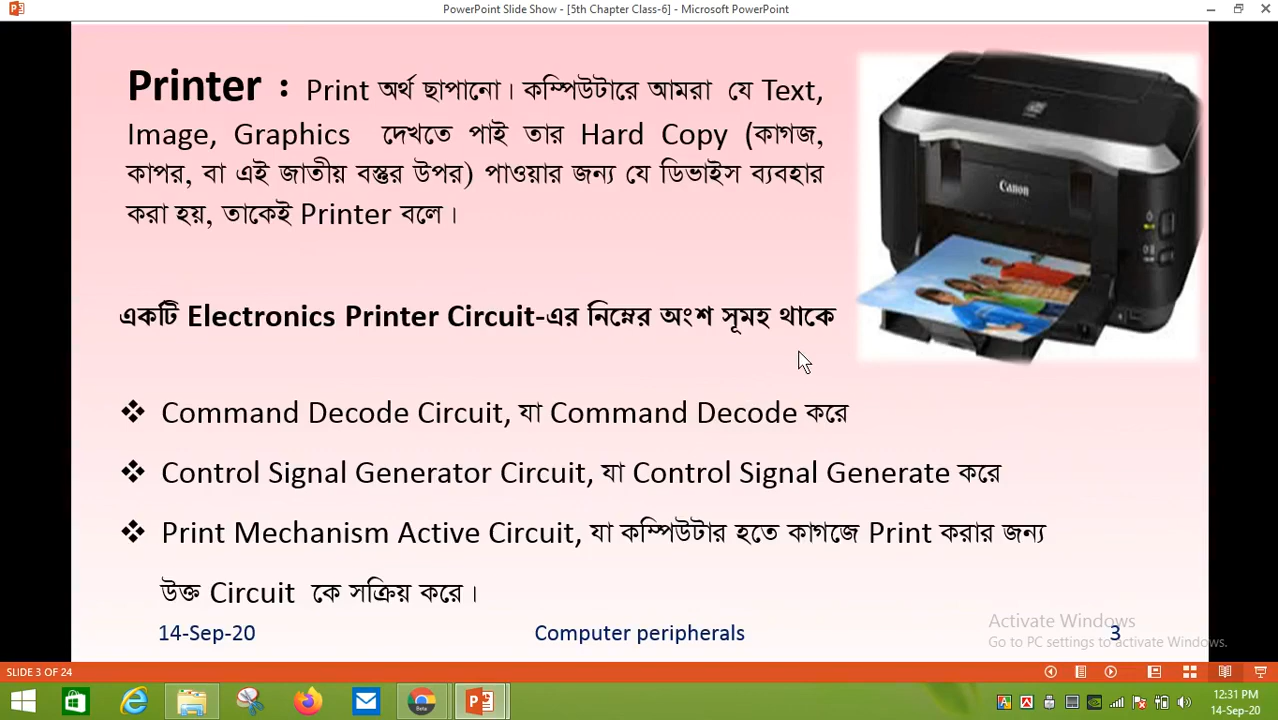 PowerPoint Slide Show - [5th Chapter Class-6] - Microsoft PowerPoint
Printer : Print অর্থ ছাপানো। কম্পিউটারে আমরা যে Text,
Image, Graphics দেখতে পাই তার Hard Copy (কাগজ,
কাপর, বা এই জাতীয় বস্তুর উপর) পাওয়ার জন্য যে ডিভাইস ব্যবহার
করা হয়, তাকেই Printer বলে।
Canon
একটি Electronics Printer Circuit-এর নিম্নের অংশ সূমহ থাকে
❖ Command Decode Circuit, যা Command Decode করে
❖ Control Signal Generator Circuit, যা Control Signal Generate করে
❖ Print Mechanism Active Circuit, যা কম্পিউটার হতে কাগজে Print করার জন্য
উক্ত Circuit কে সক্রিয় করে।
14-Sep-20 Computer peripherals 3
Activate Windows
Go to PC settings to activate Windows.
SLIDE 3 OF 24
Beta
12:31 PM
14-Sep-20